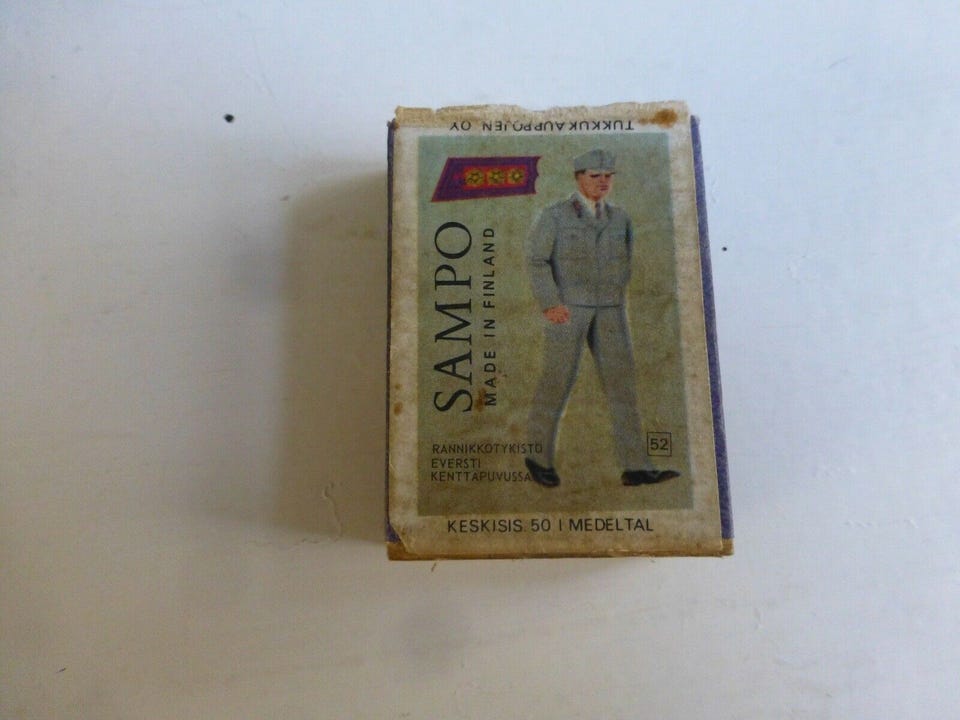 TUKKUKAUPPOJEN OY
SAMPO
MADE IN FINLAND
RANNIKKOTYKISTÖ
EVERSTI
KENTTÄPUVUSSA
52
KESKISIS. 50 I MEDELTAL